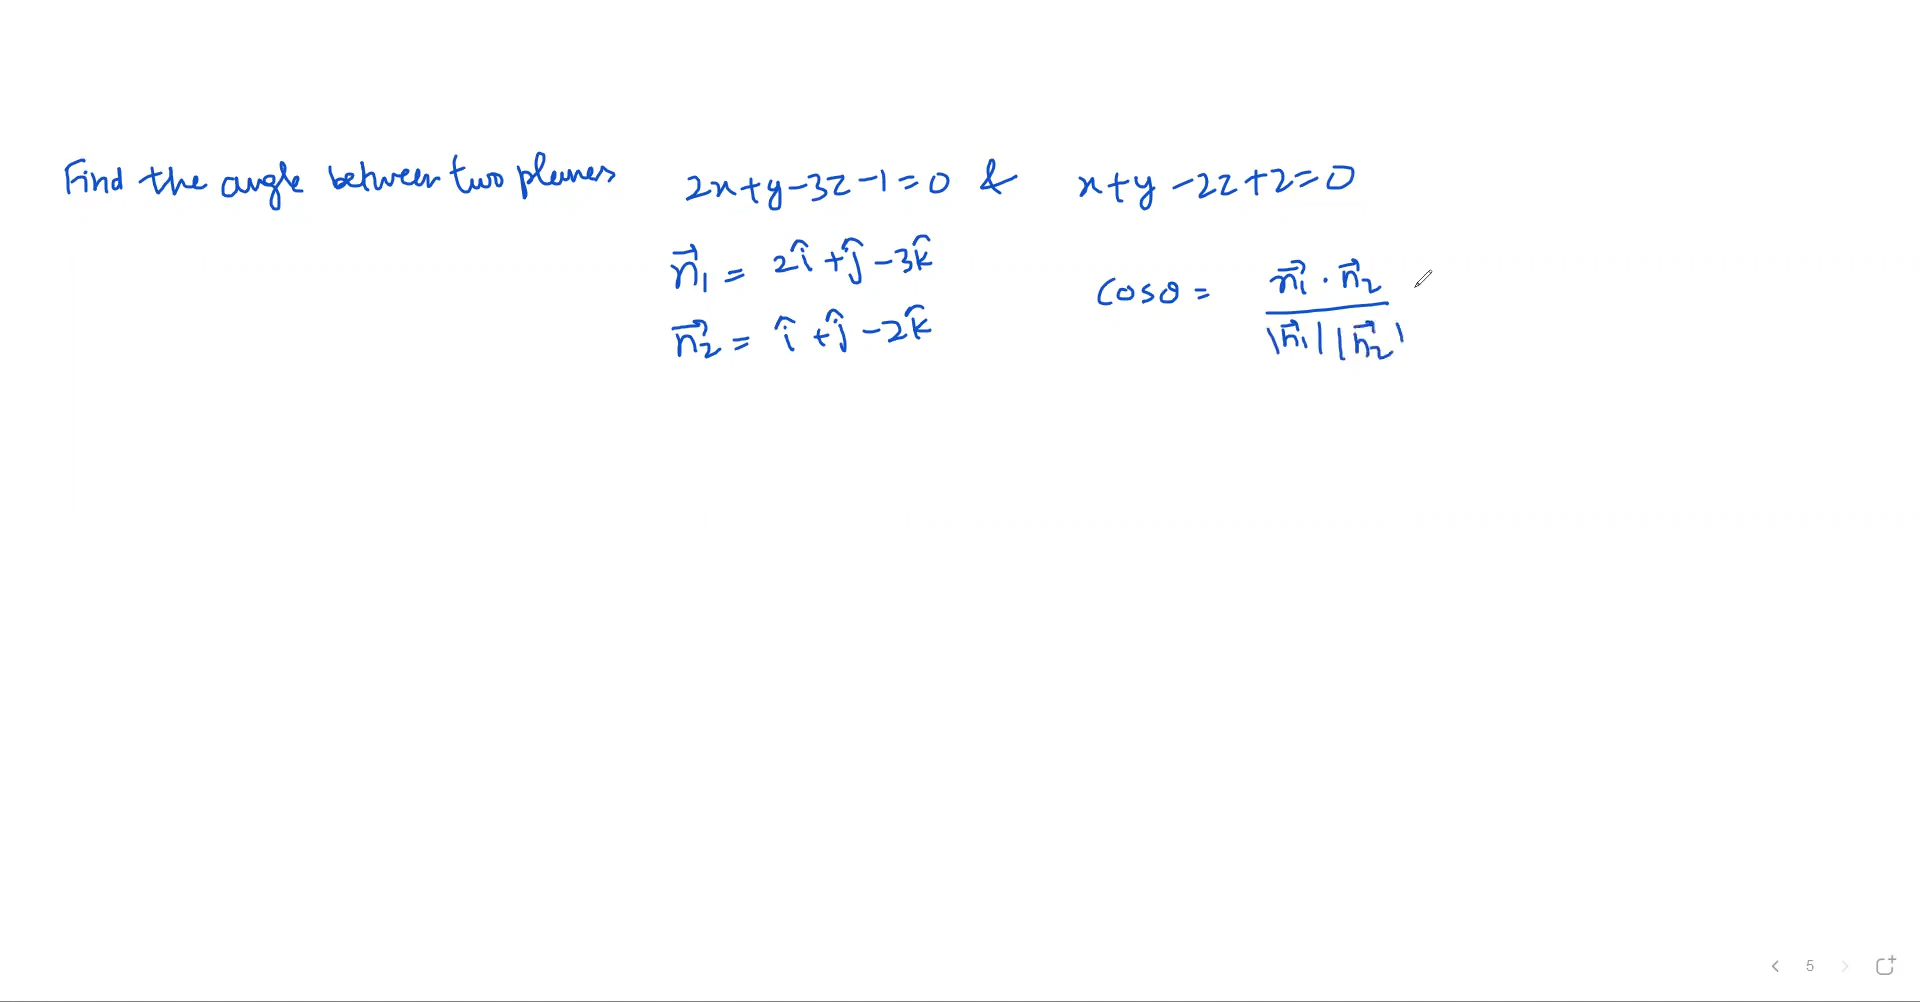 Find the angle between two planes 2x+y-3z-1=0 & x+y-2z+2=0
n⃗₁ = 2î+ĵ-3k̂
n⃗₂ = î+ĵ-2k̂
cosθ = (n⃗₁ · n⃗₂)/(|n⃗₁| |n⃗₂|)
5